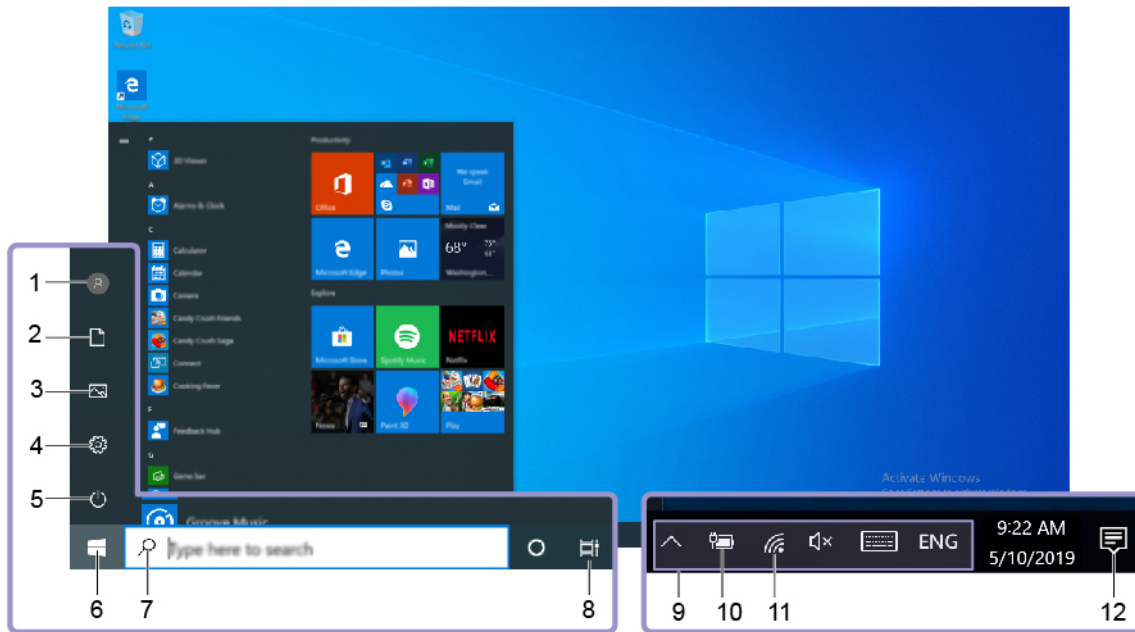 Recycle Bin
Microsoft
Edge
Productivity
3D Viewer
A
Alarms & Clock
C
Calculator
Calendar
Camera
Candy Crush Friends
Candy Crush Saga
Connect
Cooking Fever
F
Feedback Hub
G
Game bar
Groove Music
Office
We speak
Email
Mail
Microsoft Edge
Photos
Mostly Clear
68°
Washington...
Explore
Microsoft Store
Spotify Music
NETFLIX
Netflix
News
Paint 3D
Play
Activate Windows
1
2
3
4
5
Type here to search
6
7
8
ENG
9:22 AM
5/10/2019
9
10
11
12